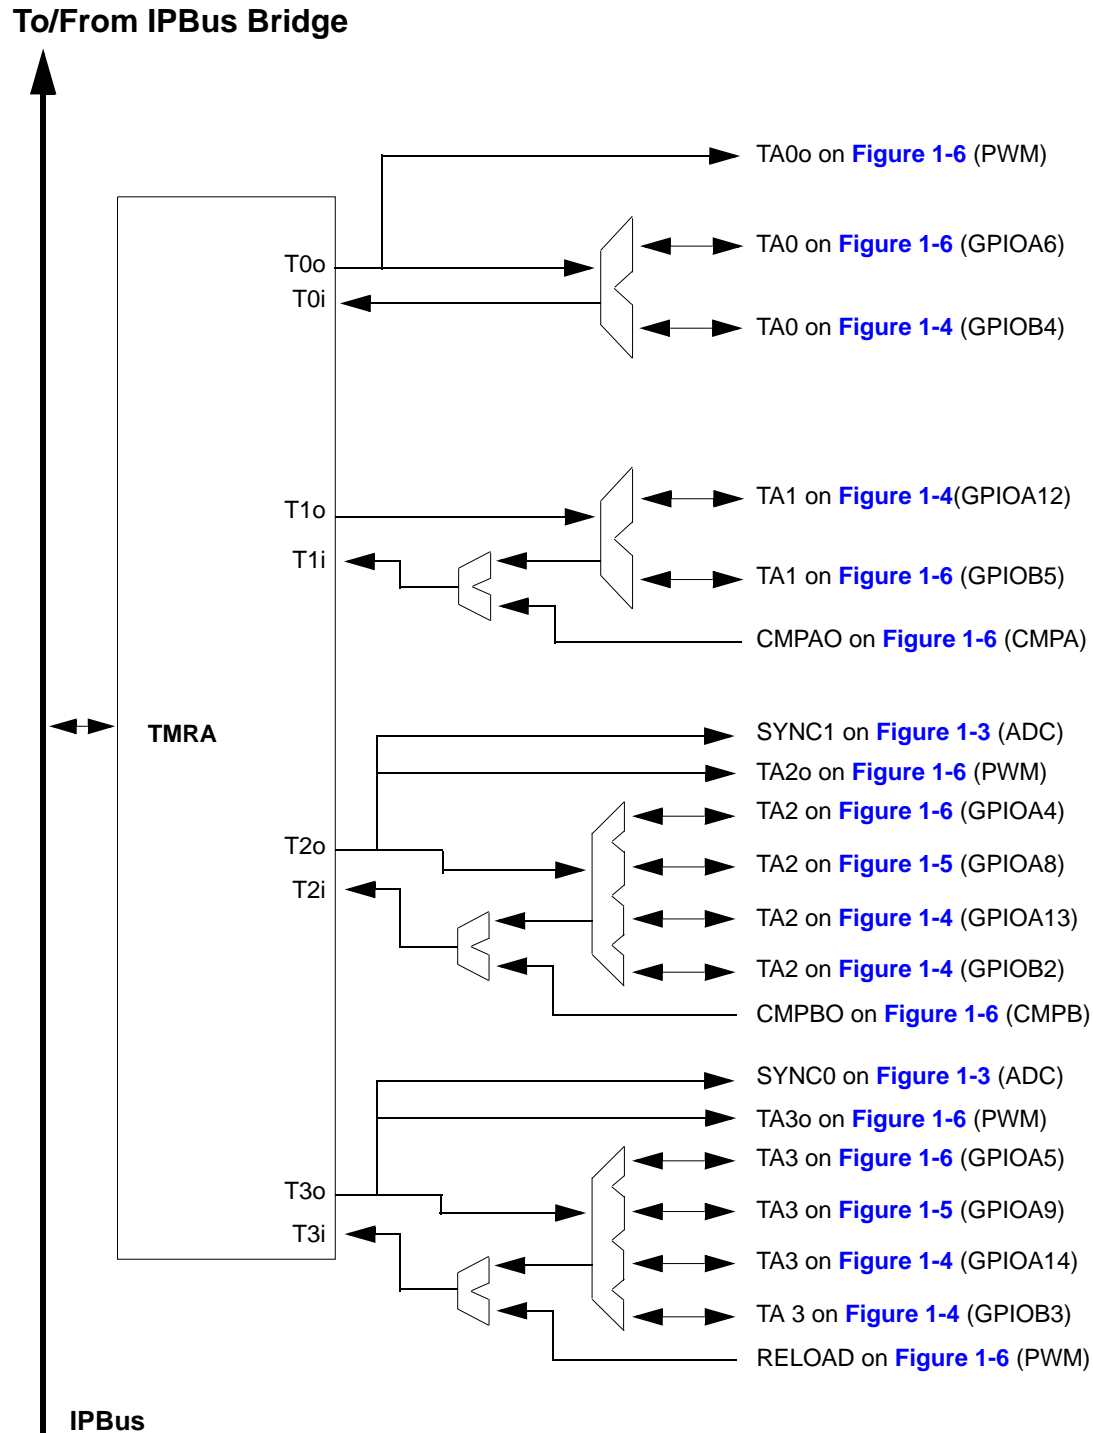 To/From IPBus Bridge
TA0o on Figure 1-6 (PWM)
TA0 on Figure 1-6 (GPIOA6)
T0o
T0i
TA0 on Figure 1-4 (GPIOB4)
TA1 on Figure 1-4(GPIOA12)
T1o
T1i
TA1 on Figure 1-6 (GPIOB5)
CMPAO on Figure 1-6 (CMPA)
TMRA
SYNC1 on Figure 1-3 (ADC)
TA2o on Figure 1-6 (PWM)
TA2 on Figure 1-6 (GPIOA4)
T2o
TA2 on Figure 1-5 (GPIOA8)
T2i
TA2 on Figure 1-4 (GPIOA13)
TA2 on Figure 1-4 (GPIOB2)
CMPBO on Figure 1-6 (CMPB)
SYNC0 on Figure 1-3 (ADC)
TA3o on Figure 1-6 (PWM)
TA3 on Figure 1-6 (GPIOA5)
T3o
TA3 on Figure 1-5 (GPIOA9)
T3i
TA3 on Figure 1-4 (GPIOA14)
TA 3 on Figure 1-4 (GPIOB3)
RELOAD on Figure 1-6 (PWM)
IPBus